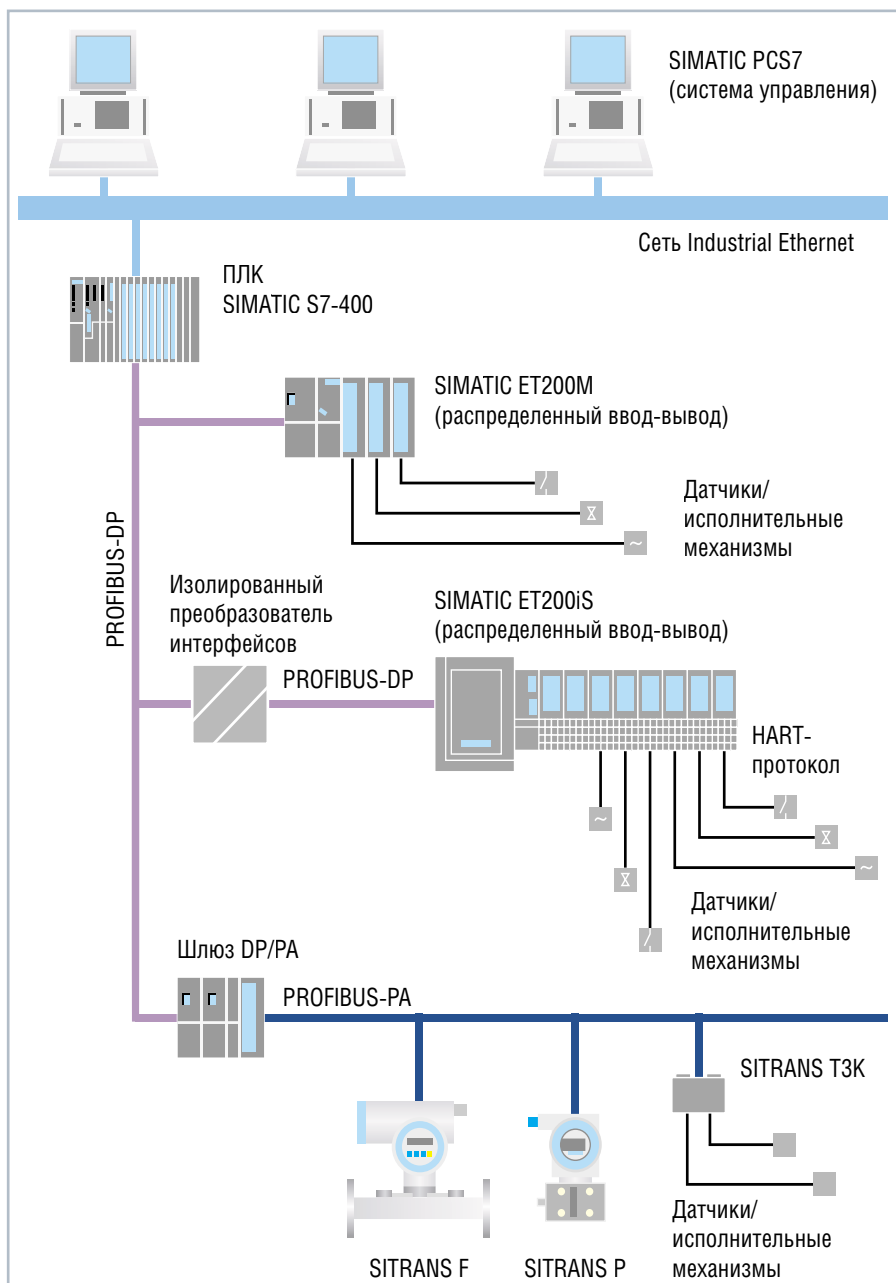 SIMATIC PCS7
(система управления)
Сеть Industrial Ethernet
ПЛК
SIMATIC S7-400
SIMATIC ET200M
(распределенный ввод-вывод)
Датчики/
исполнительные
механизмы
PROFIBUS-DP
Изолированный
преобразователь
интерфейсов
SIMATIC ET200iS
(распределенный ввод-вывод)
PROFIBUS-DP
HART-
протокол
Датчики/
исполнительные
механизмы
Шлюз DP/PA
PROFIBUS-PA
SITRANS T3K
Датчики/
исполнительные
механизмы
SITRANS F
SITRANS P